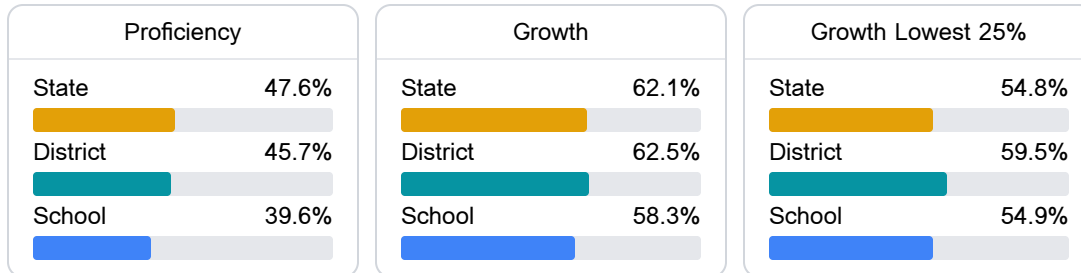 Proficiency
State 47.6%
District 45.7%
School 39.6%
Growth
State 62.1%
District 62.5%
School 58.3%
Growth Lowest 25%
State 54.8%
District 59.5%
School 54.9%